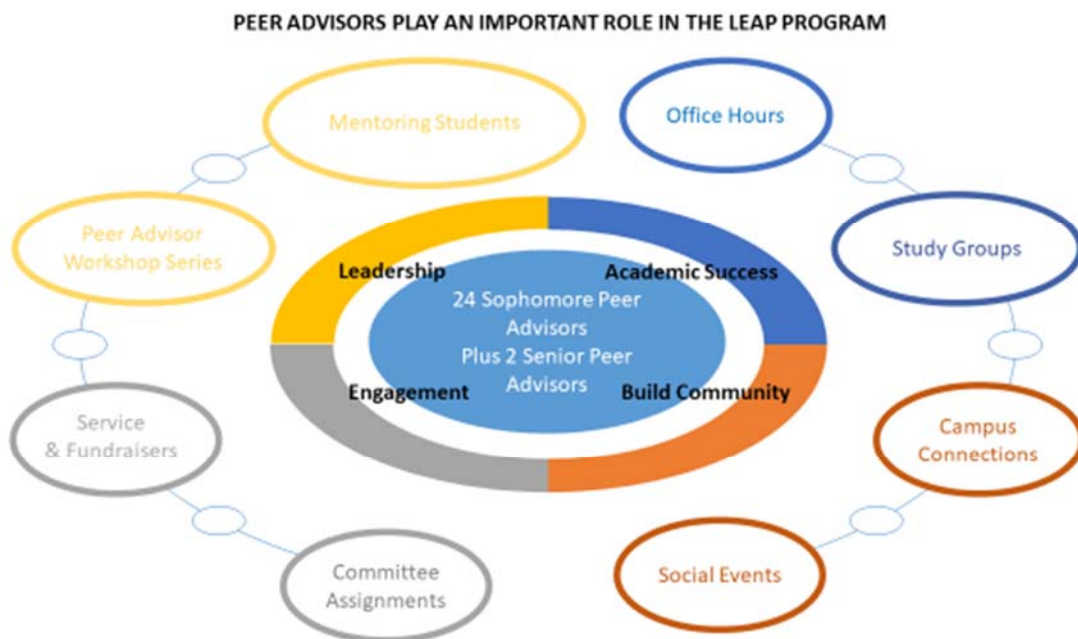 PEER ADVISORS PLAY AN IMPORTANT ROLE IN THE LEAP PROGRAM
Mentoring Students
Office Hours
Peer Advisor
Workshop Series
Study Groups
Leadership
Academic Success
24 Sophomore Peer
Advisors
Plus 2 Senior Peer
Advisors
Engagement
Build Community
Service
& Fundraisers
Campus
Connections
Committee
Assignments
Social Events